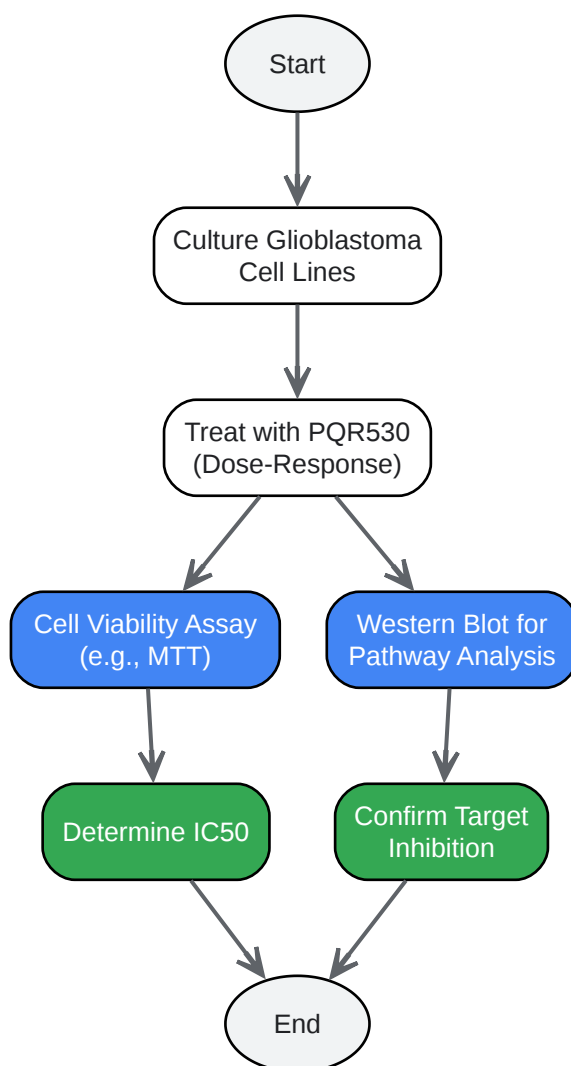 Start
Culture Glioblastoma
Cell Lines
Treat with PQR530
(Dose-Response)
Cell Viability Assay
(e.g., MTT)
Western Blot for
Pathway Analysis
Determine IC50
Confirm Target
Inhibition
End